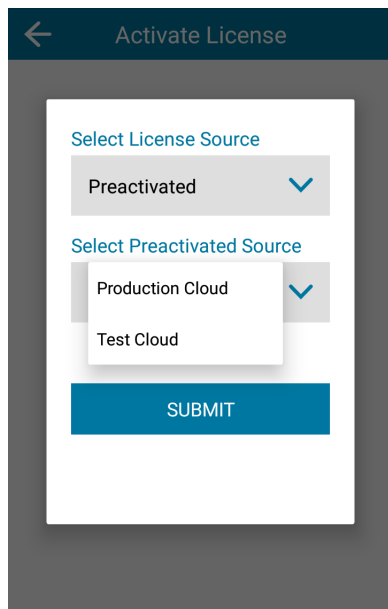 Activate License
Select License Source
Preactivated
Select Preactivated Source
Production Cloud
Test Cloud
SUBMIT